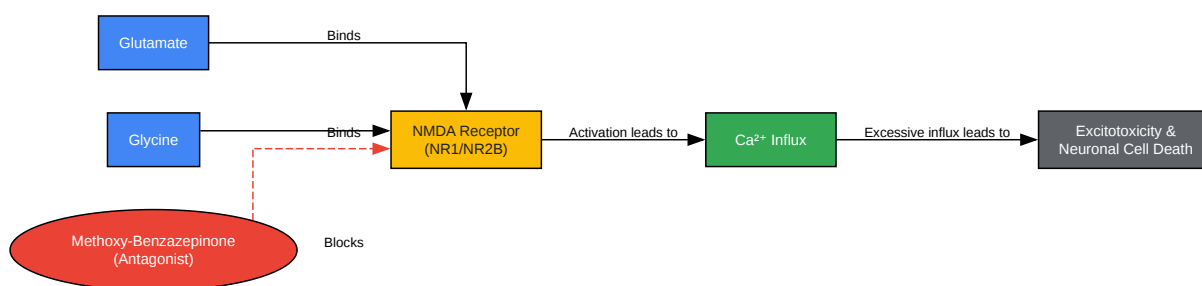 Glutamate
Binds
Glycine
Binds
NMDA Receptor
(NR1/NR2B)
Activation leads to
Ca²⁺ Influx
Excessive influx leads to
Excitotoxicity &
Neuronal Cell Death
Methoxy-Benzazepinone
(Antagonist)
Blocks